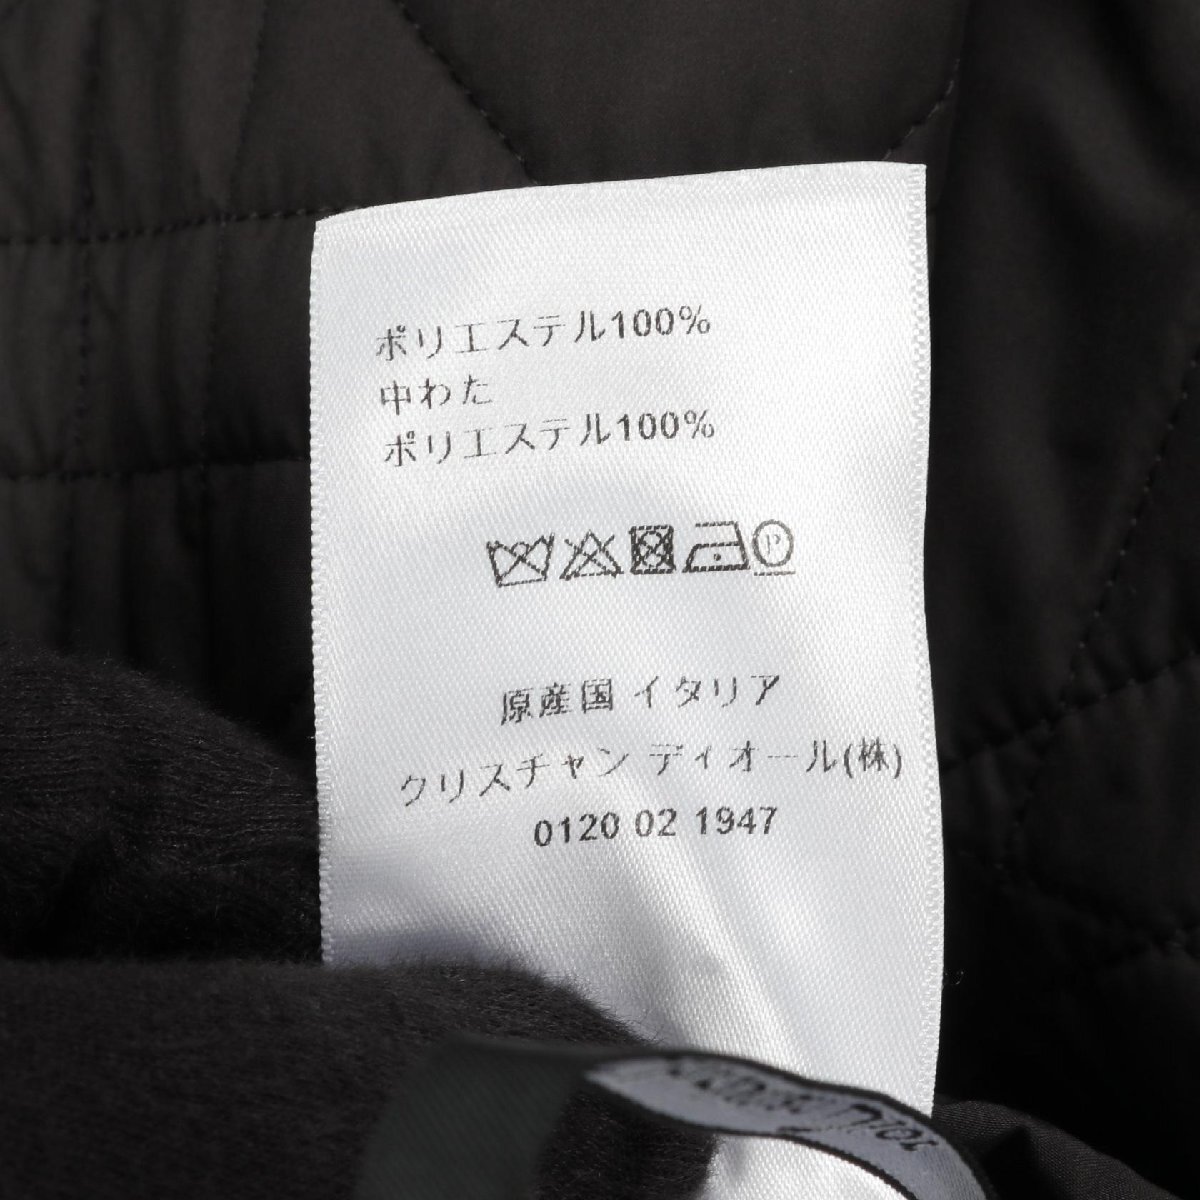 ポリエステル100%
中わた
ポリエステル100%
P
原産国 イタリア
クリスチャン ディオール(株)
0120 02 1947